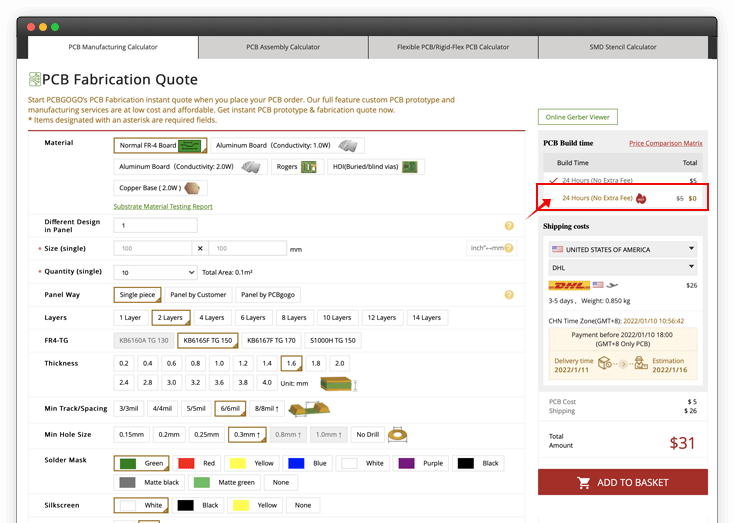 PCB Manufacturing Calculator
PCB Assembly Calculator
Flexible PCB/Rigid-Flex PCB Calculator
SMD Stencil Calculator
PCB Fabrication Quote
Start PCBGOGO's PCB Fabrication instant quote when you place your PCB order. Our full feature custom PCB prototype and
manufacturing services are at low cost and affordable. Get instant PCB prototype & fabrication quote now.
* Items designated with an asterisk are required fields.
Material
Normal FR-4 Board
Aluminum Board（Conductivity: 1.0W）
Aluminum Board（Conductivity: 2.0W）
Rogers
HDI(Buried/blind vias)
Copper Base ( 2.0W )
Substrate Material Testing Report
Different Design
in Panel
1
?
* Size (single)
100 × 100 mm
inch"↔mm ?
* Quantity (single)
10
Total Area: 0.1m²
Panel Way
Single piece
Panel by Customer
Panel by PCBgogo
?
Layers
1 Layer
2 Layers
4 Layers
6 Layers
8 Layers
10 Layers
12 Layers
14 Layers
FR4-TG
KB6160A TG 130
KB6165F TG 150
KB6167F TG 170
S1000H TG 150
Thickness
0.2 0.4 0.6 0.8 1.0 1.2 1.4 1.6 1.8 2.0
2.4 2.8 3.0 3.2 3.6 3.8 4.0 Unit: mm
Min Track/Spacing
3/3mil 4/4mil 5/5mil 6/6mil 8/8mil ↑
Min Hole Size
0.15mm 0.2mm 0.25mm 0.3mm ↑ 0.8mm ↑ 1.0mm ↑ No Drill
Solder Mask
Green Red Yellow Blue White Purple Black
Matte black Matte green None
Silkscreen
White Black Yellow None
Online Gerber Viewer
PCB Build time
Price Comparison Matrix
Build Time Total
24 Hours (No Extra Fee) $5
24 Hours (No Extra Fee) HOT $5 $0
Shipping costs
UNITED STATES OF AMERICA
DHL
DHL $26
3-5 days , Weight: 0.850 kg
CHN Time Zone(GMT+8): 2022/01/10 10:56:42
Payment before 2022/01/10 18:00
(GMT+8 Only PCB)
Delivery time
2022/1/11
Estimation
2022/1/16
PCB Cost $ 5
Shipping $ 26
Total
Amount
$31
ADD TO BASKET